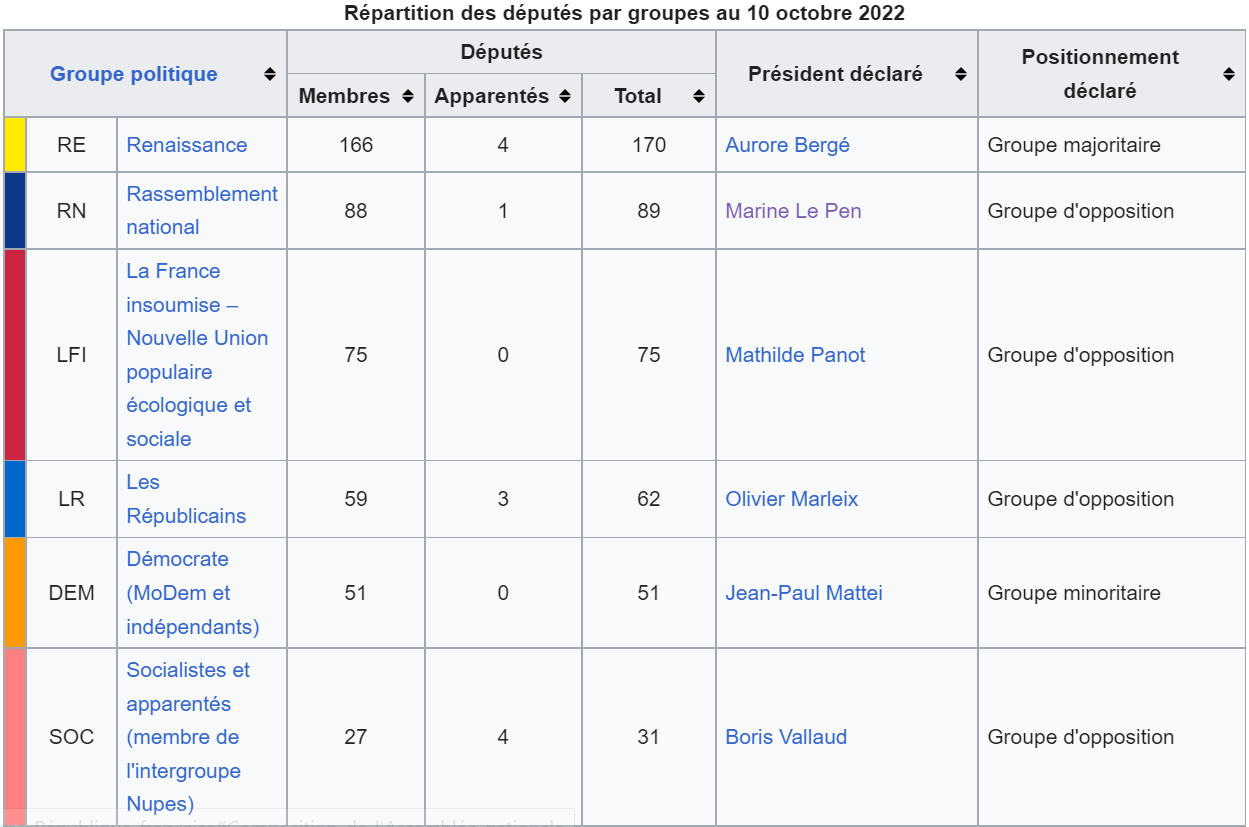 Répartition des députés par groupes au 10 octobre 2022
Groupe politique
Députés
Président déclaré
Positionnement
déclaré
Membres
Apparentés
Total
RE
Renaissance
166
4
170
Aurore Bergé
Groupe majoritaire
RN
Rassemblement
national
88
1
89
Marine Le Pen
Groupe d'opposition
LFI
La France
insoumise –
Nouvelle Union
populaire
écologique et
sociale
75
0
75
Mathilde Panot
Groupe d'opposition
LR
Les
Républicains
59
3
62
Olivier Marleix
Groupe d'opposition
DEM
Démocrate
(MoDem et
indépendants)
51
0
51
Jean-Paul Mattei
Groupe minoritaire
SOC
Socialistes et
apparentés
(membre de
l'intergroupe
Nupes)
27
4
31
Boris Vallaud
Groupe d'opposition